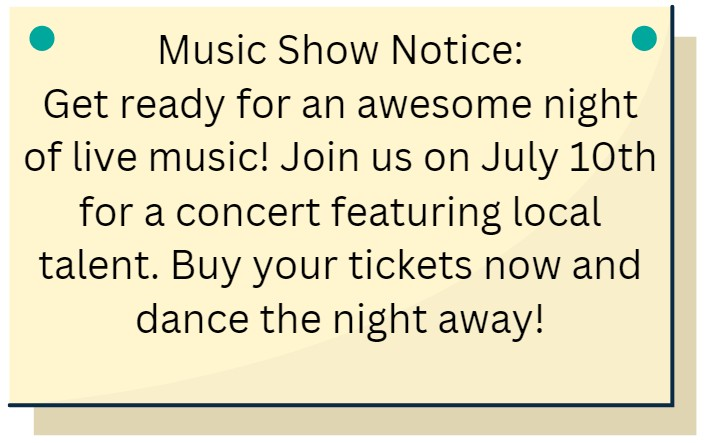 Music Show Notice:
Get ready for an awesome night
of live music! Join us on July 10th
for a concert featuring local
talent. Buy your tickets now and
dance the night away!